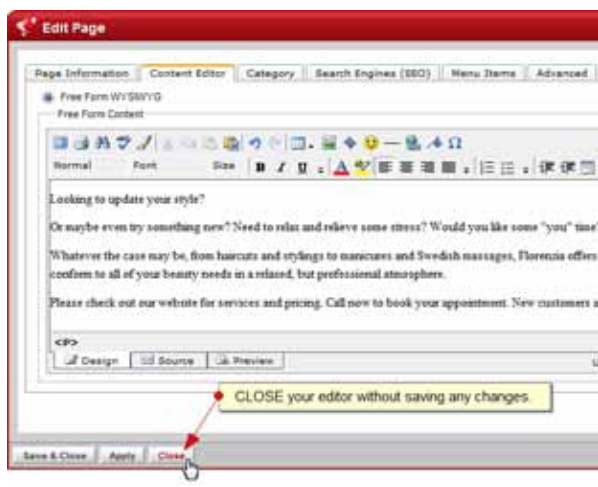 Edit Page
Page Information Content Editor Category Search Engines (SEO) Menu Items Advanced
Free Form WYSIWYG
Free Form Content
Normal Font Size B I U A
Looking to update your style?
Or maybe even try something new? Need to relax and relieve some stress? Would you like some "you" time?
Whatever the case may be, from haircuts and stylings to manicures and Swedish massages, Florenzia offers
conform to all of your beauty needs in a relaxed, but professional atmosphere.
Please check out our website for services and pricing. Call now to book your appointment. New customers
<P>
Design Source Preview
CLOSE your editor without saving any changes.
Save & Close Apply Close